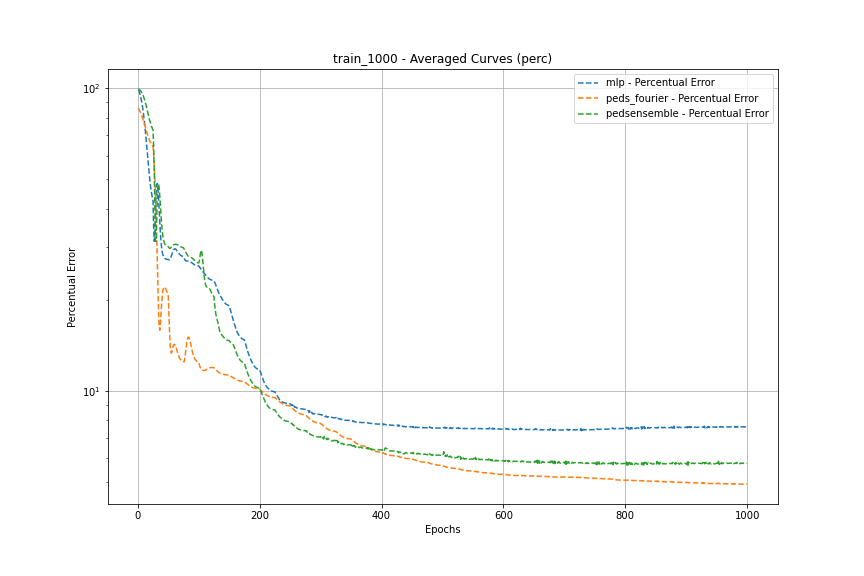 train_1000 - Averaged Curves (perc)
mlp - Percentual Error
peds_fourier - Percentual Error
pedsensemble - Percentual Error
Percentual Error
10²
10¹
0 200 400 600 800 1000
Epochs